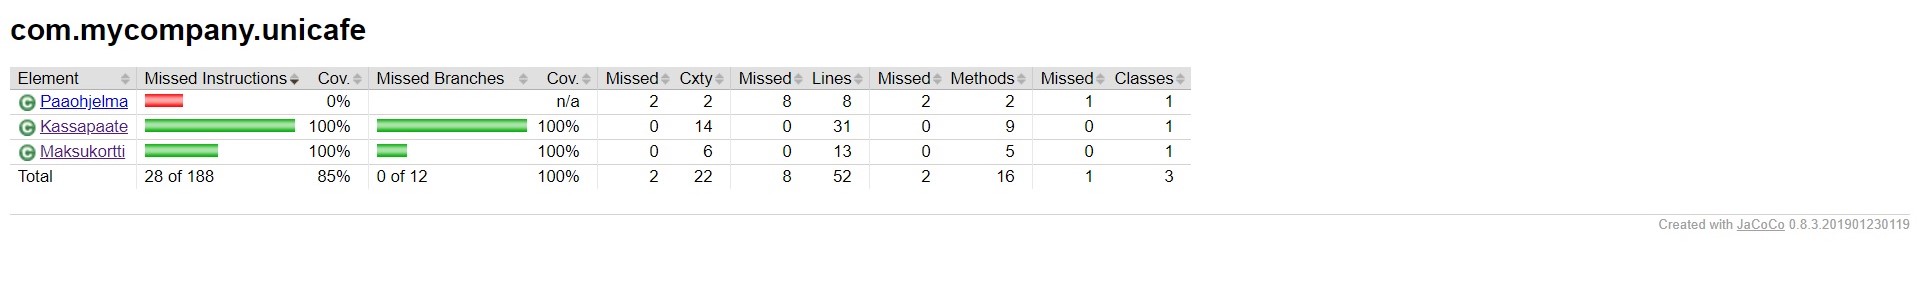 com.mycompany.unicafe
Element Missed Instructions Cov. Missed Branches Cov. Missed Cxty Missed Lines Missed Methods Missed Classes
Paaohjelma 0% n/a 2 2 8 8 2 2 1 1
Kassapaate 100% 100% 0 14 0 31 0 9 0 1
Maksukortti 100% 100% 0 6 0 13 0 5 0 1
Total 28 of 188 85% 0 of 12 100% 2 22 8 52 2 16 1 3
Created with JaCoCo 0.8.3.201901230119